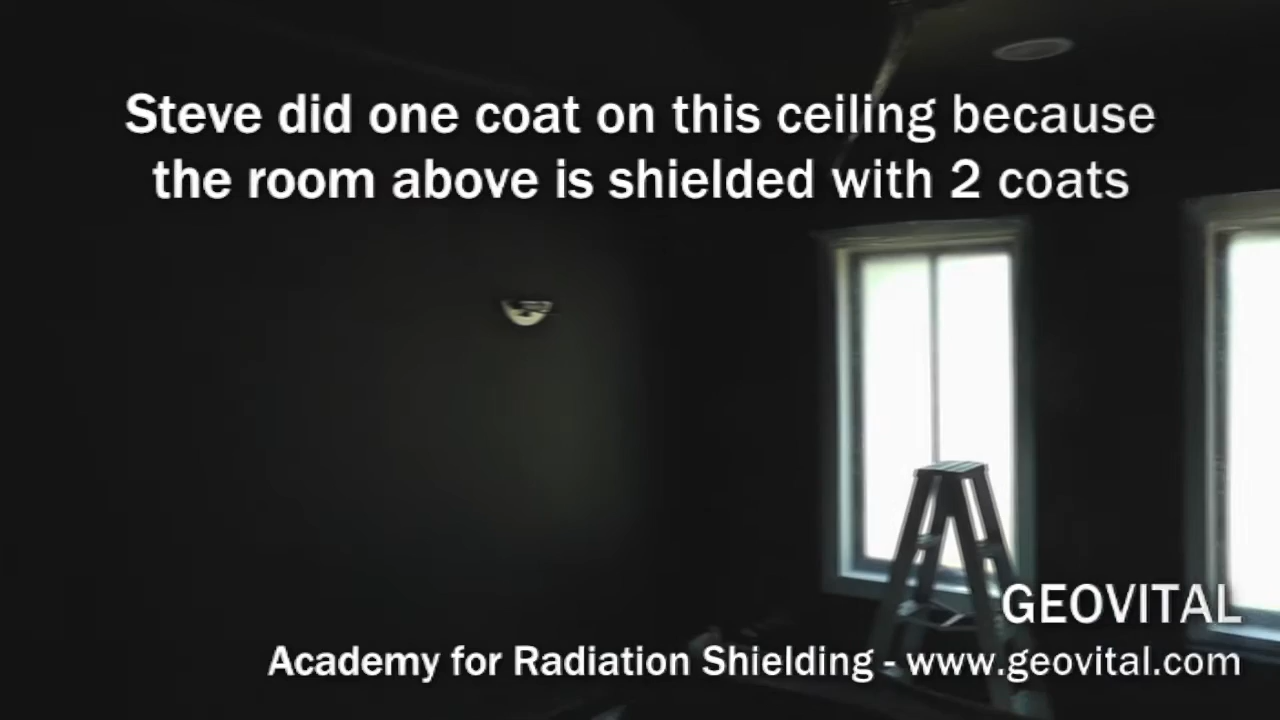 Steve did one coat on this ceiling because
the room above is shielded with 2 coats
GEOVITAL
Academy for Radiation Shielding - www.geovital.com